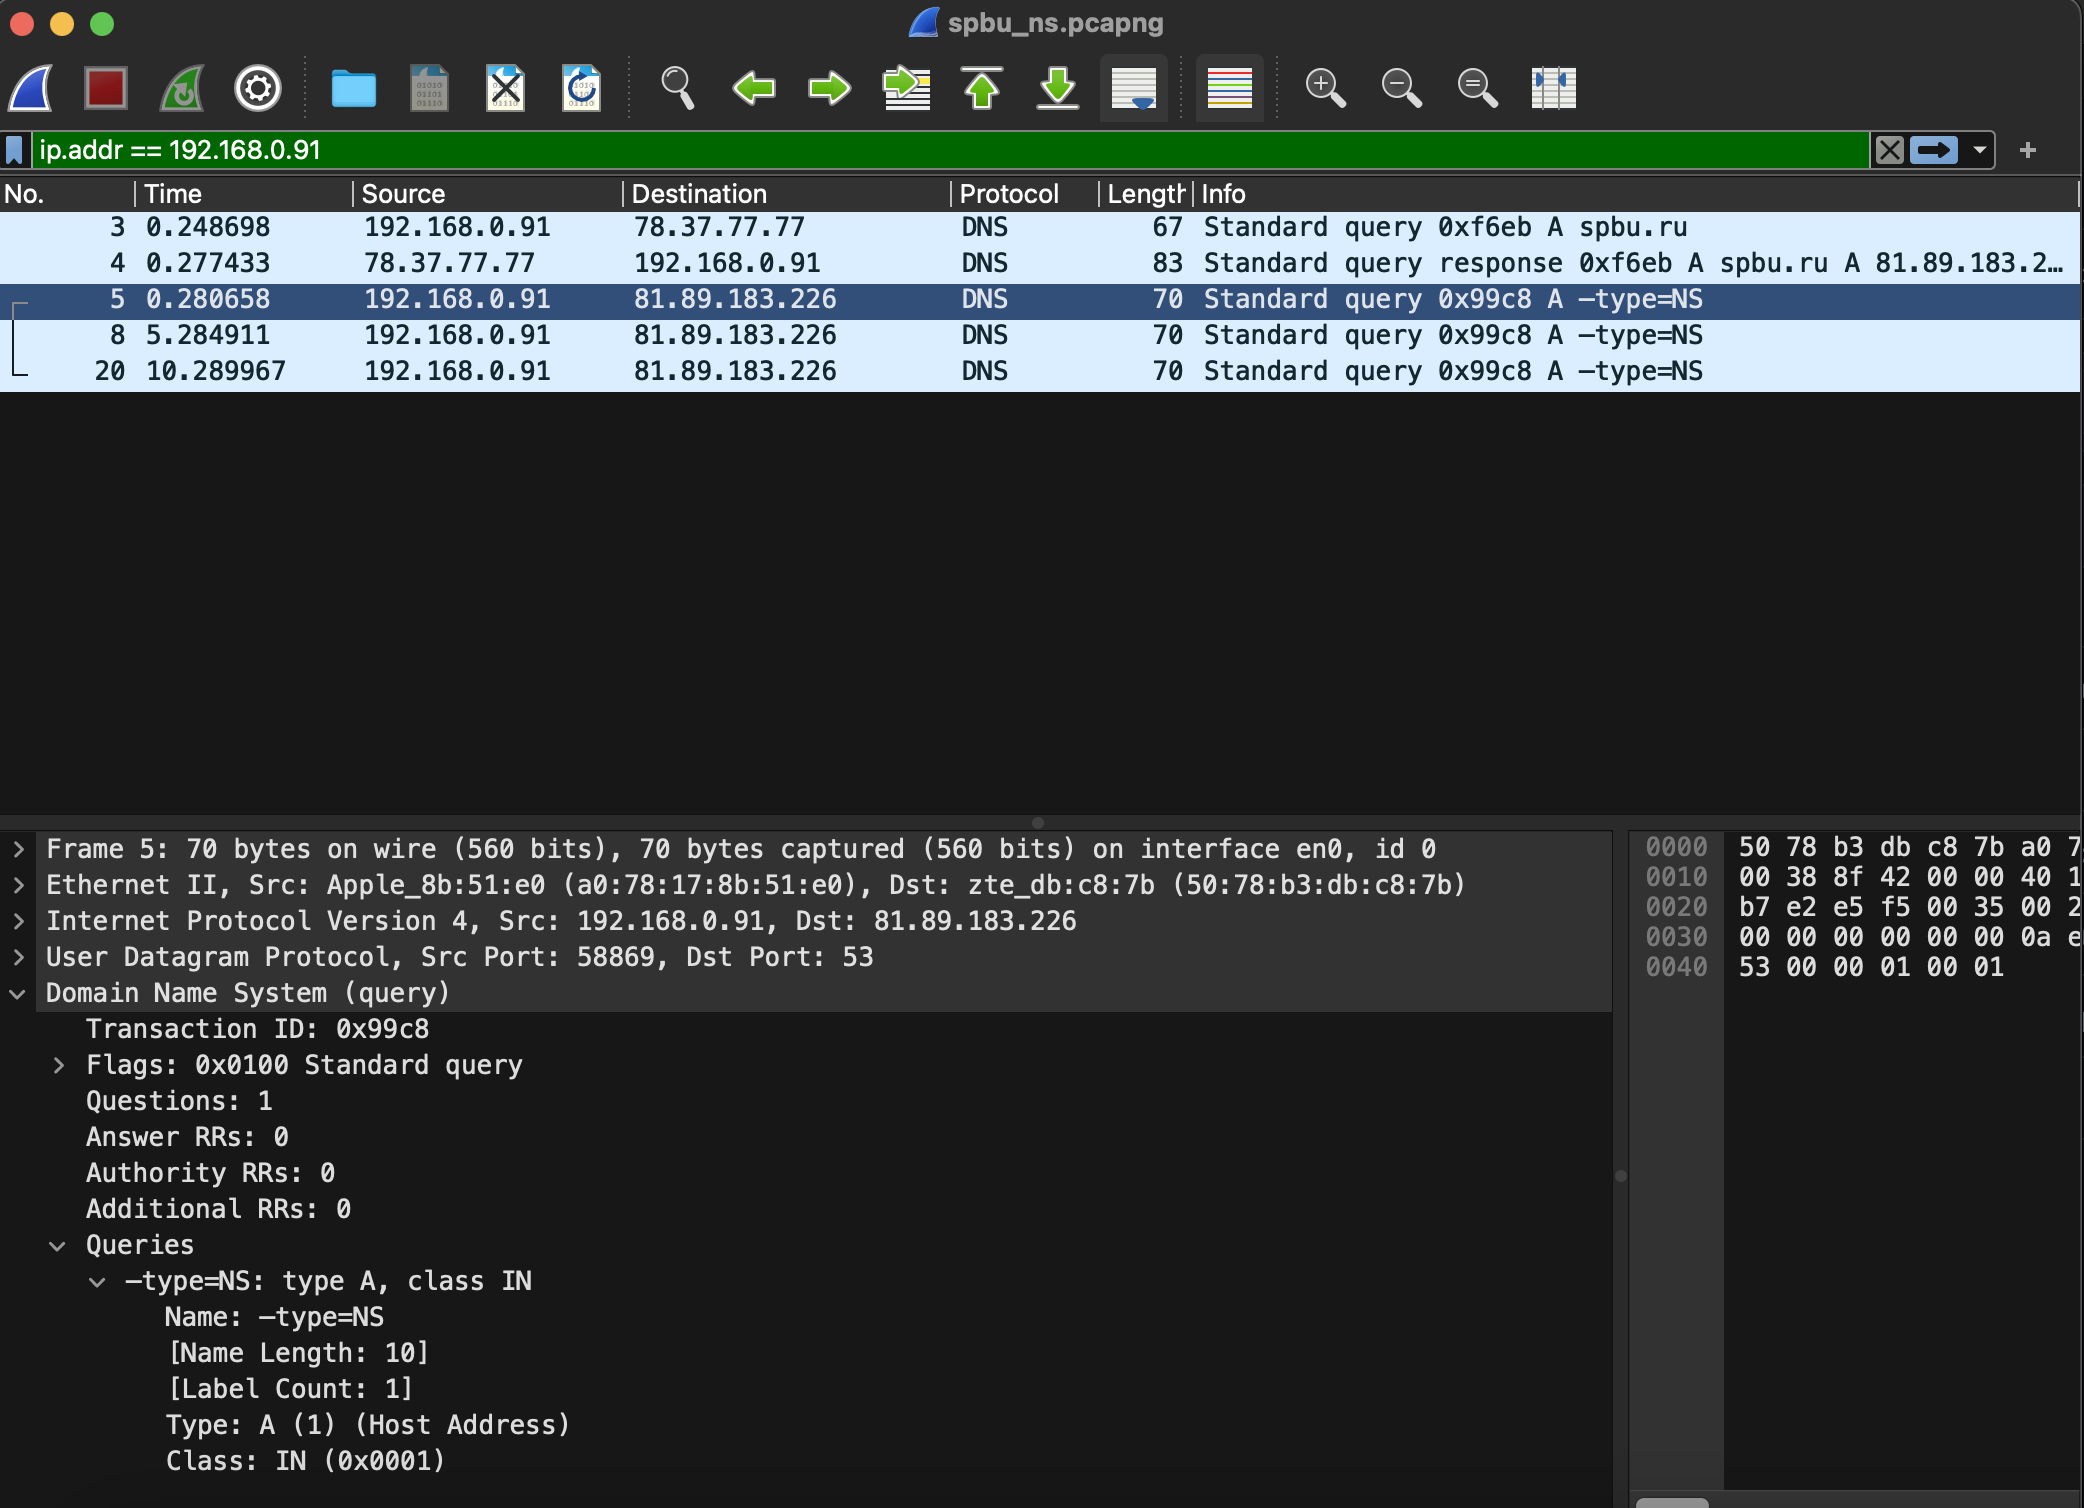 spbu_ns.pcapng
ip.addr == 192.168.0.91
No. Time Source Destination Protocol Length Info
3 0.248698 192.168.0.91 78.37.77.77 DNS 67 Standard query 0xf6eb A spbu.ru
4 0.277433 78.37.77.77 192.168.0.91 DNS 83 Standard query response 0xf6eb A spbu.ru A 81.89.183.2…
5 0.280658 192.168.0.91 81.89.183.226 DNS 70 Standard query 0x99c8 A —type=NS
8 5.284911 192.168.0.91 81.89.183.226 DNS 70 Standard query 0x99c8 A —type=NS
20 10.289967 192.168.0.91 81.89.183.226 DNS 70 Standard query 0x99c8 A —type=NS
Frame 5: 70 bytes on wire (560 bits), 70 bytes captured (560 bits) on interface en0, id 0
Ethernet II, Src: Apple_8b:51:e0 (a0:78:17:8b:51:e0), Dst: zte_db:c8:7b (50:78:b3:db:c8:7b)
Internet Protocol Version 4, Src: 192.168.0.91, Dst: 81.89.183.226
User Datagram Protocol, Src Port: 58869, Dst Port: 53
Domain Name System (query)
Transaction ID: 0x99c8
Flags: 0x0100 Standard query
Questions: 1
Answer RRs: 0
Authority RRs: 0
Additional RRs: 0
Queries
—type=NS: type A, class IN
Name: —type=NS
[Name Length: 10]
[Label Count: 1]
Type: A (1) (Host Address)
Class: IN (0x0001)
0000 50 78 b3 db c8 7b a0 7
0010 00 38 8f 42 00 00 40 1
0020 b7 e2 e5 f5 00 35 00 2
0030 00 00 00 00 00 00 0a e
0040 53 00 00 01 00 01